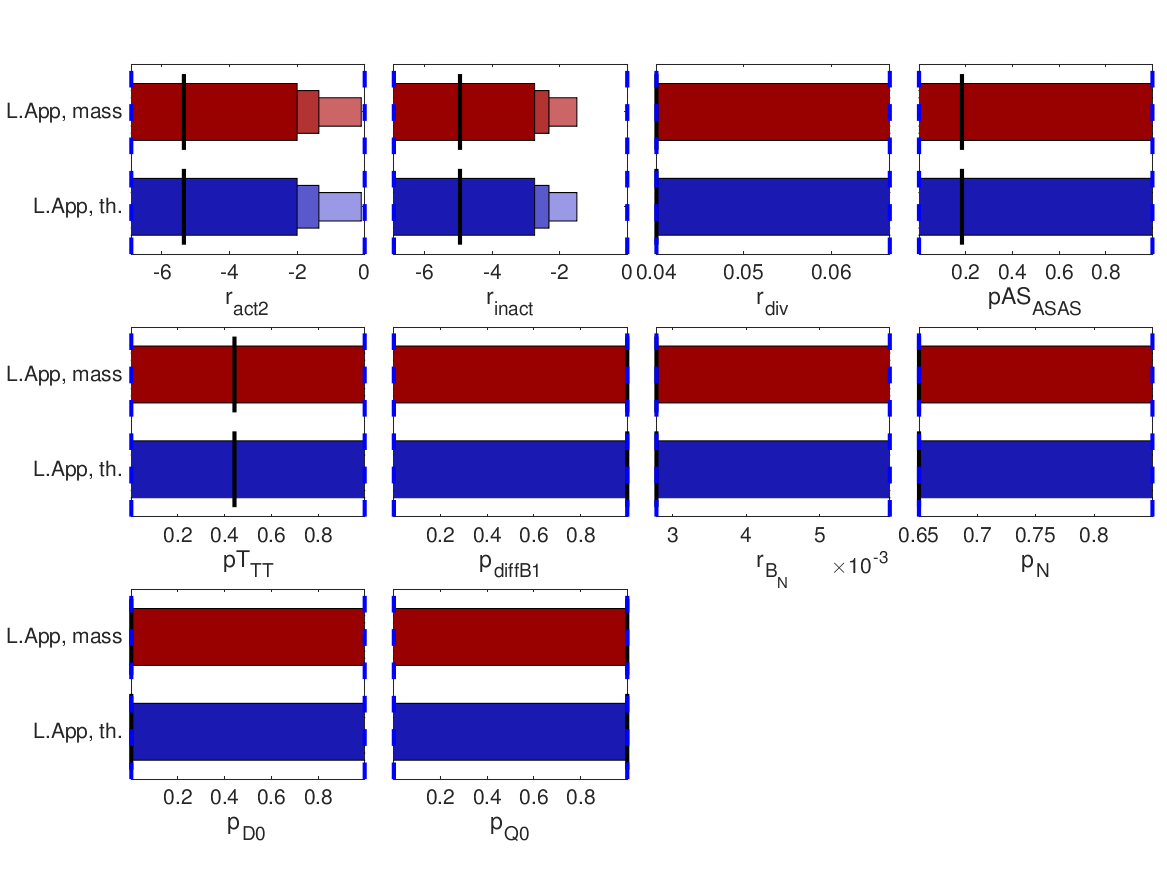 L.App, mass
L.App, th.
-6 -4 -2 0
r_act2
-6 -4 -2 0
r_inact
0.04 0.05 0.06
r_div
0.2 0.4 0.6 0.8
pAS_ASAS
L.App, mass
L.App, th.
0.2 0.4 0.6 0.8
pT_TT
0.2 0.4 0.6 0.8
p_diffB1
3 4 5
×10^-3
r_B_N
0.65 0.7 0.75 0.8
p_N
L.App, mass
L.App, th.
0.2 0.4 0.6 0.8
p_D0
0.2 0.4 0.6 0.8
p_Q0